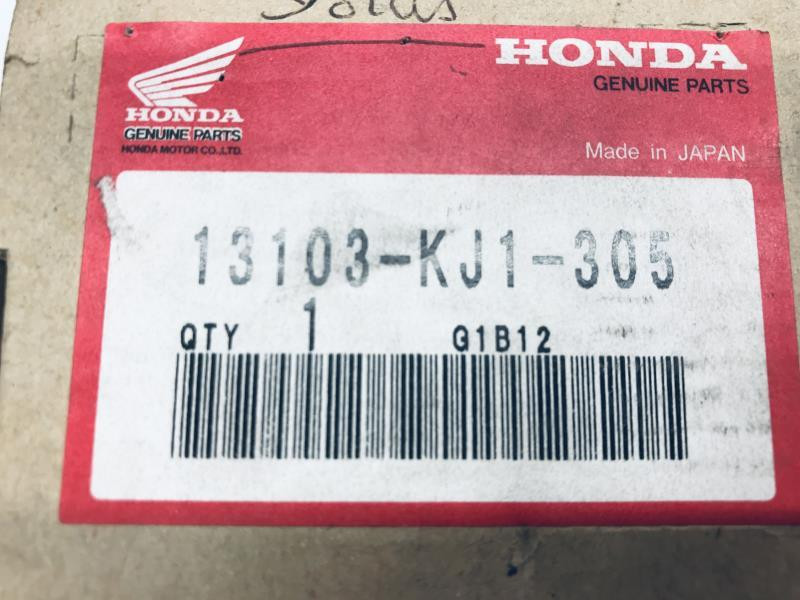 HONDA
GENUINE PARTS
HONDA
GENUINE PARTS
HONDA MOTOR CO.,LTD.
Made in JAPAN
13103-KJ1-305
QTY 1 G1B12